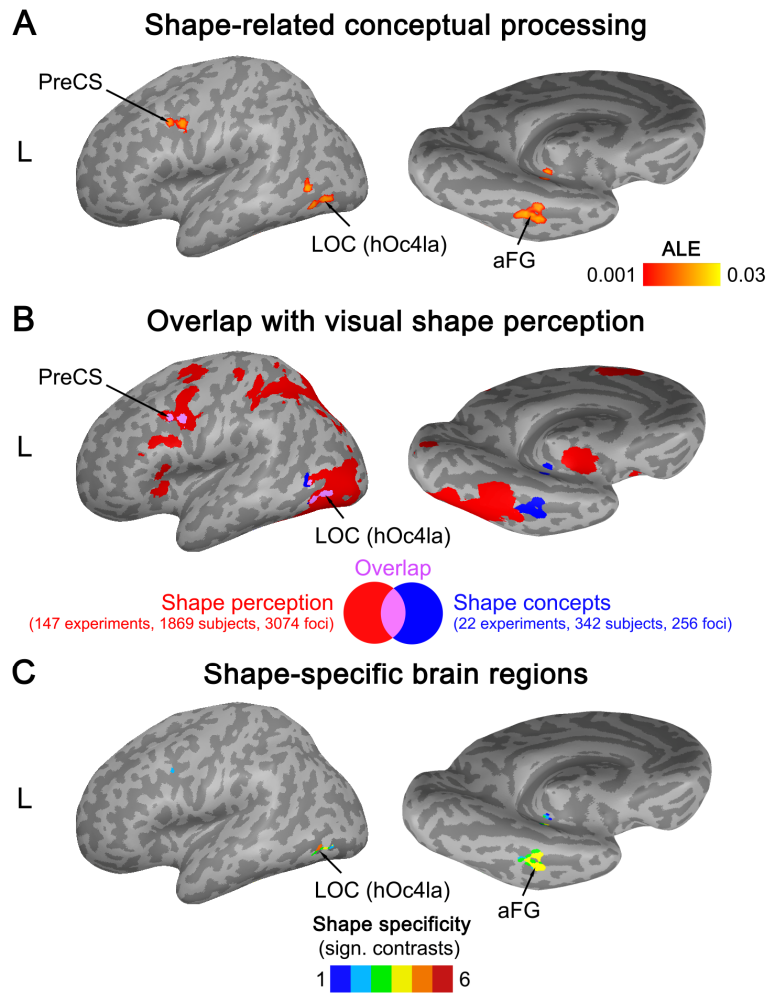 A
Shape-related conceptual processing
PreCS
L
LOC (hOc4la)
aFG
ALE
0.001
0.03
B
Overlap with visual shape perception
PreCS
L
LOC (hOc4la)
Overlap
Shape perception
(147 experiments, 1869 subjects, 3074 foci)
Shape concepts
(22 experiments, 342 subjects, 256 foci)
C
Shape-specific brain regions
L
LOC (hOc4la)
aFG
Shape specificity
(sign. contrasts)
1
6